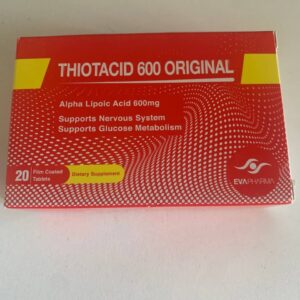 THIOTACID 600 ORIGINAL
Alpha Lipoic Acid 600mg
Supports Nervous System
Supports Glucose Metabolism
20 Film Coated
Tablets
Dietary Supplement
EVAPHARMA